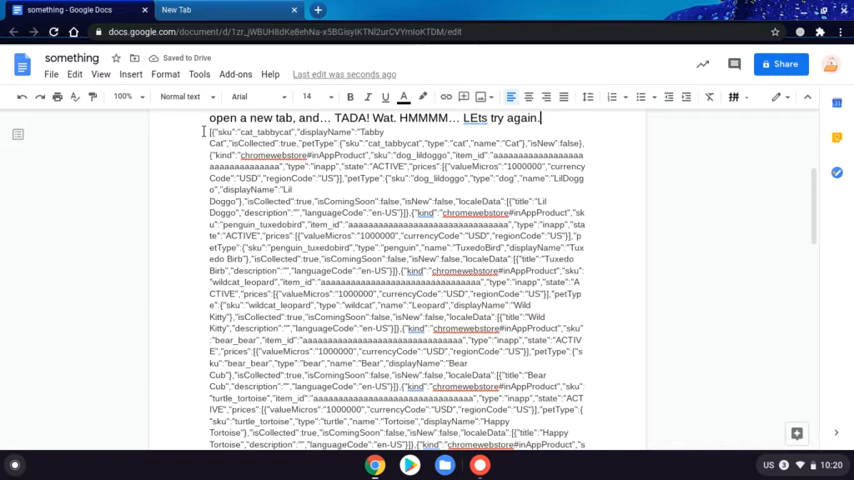 something - Google Docs
New Tab
docs.google.com/document/d/1zr_jWBUH8dKe8ehNa-x5BGisyIKTNl2urCVYmIoKTDM/edit
something
Saved to Drive
File Edit View Insert Format Tools Add-ons Help Last edit was seconds ago
Share
100% Normal text Arial 14 B I U A
open a new tab, and… TADA! Wat. HMMMM… LEts try again.
[{"sku":"cat_tabbycat","displayName":"Tabby
Cat","isCollected":true,"petType":{"sku":"cat_tabbycat","type":"cat","name":"Cat"},"isNew":false},
{"kind":"chromewebstore#inAppProduct","sku":"dog_lildoggo","item_id":"aaaaaaaaaaaaaaaaaaa
aaaaaaaaaaaaa","type":"inapp","state":"ACTIVE","prices":[{"valueMicros":"1000000","currency
Code":"USD","regionCode":"US"}],"petType":{"sku":"dog_lildoggo","type":"dog","name":"LilDogg
o","displayName":"Lil
Doggo"},"isCollected":true,"isComingSoon":false,"isNew":false,"localeData":[{"title":"Lil
Doggo","description":"","languageCode":"en-US"}]},{"kind":"chromewebstore#inAppProduct","sk
u":"penguin_tuxedobird","item_id":"aaaaaaaaaaaaaaaaaaaaaaaaaaaaaaaa","type":"inapp","sta
te":"ACTIVE","prices":[{"valueMicros":"1000000","currencyCode":"USD","regionCode":"US"}],"p
etType":{"sku":"penguin_tuxedobird","type":"penguin","name":"TuxedoBird","displayName":"Tux
edo Birb"},"isCollected":true,"isComingSoon":false,"isNew":false,"localeData":[{"title":"Tuxedo
Birb","description":"","languageCode":"en-US"}]},{"kind":"chromewebstore#inAppProduct","sku":
"wildcat_leopard","item_id":"aaaaaaaaaaaaaaaaaaaaaaaaaaaaaaaa","type":"inapp","state":"A
CTIVE","prices":[{"valueMicros":"1000000","currencyCode":"USD","regionCode":"US"}],"petTyp
e":{"sku":"wildcat_leopard","type":"wildcat","name":"Leopard","displayName":"Wild
Kitty"},"isCollected":true,"isComingSoon":false,"isNew":false,"localeData":[{"title":"Wild
Kitty","description":"","languageCode":"en-US"}]},{"kind":"chromewebstore#inAppProduct","sku"
:"bear_bear","item_id":"aaaaaaaaaaaaaaaaaaaaaaaaaaaaaaaa","type":"inapp","state":"ACTIV
E","prices":[{"valueMicros":"1000000","currencyCode":"USD","regionCode":"US"}],"petType":{"s
ku":"bear_bear","type":"bear","name":"Bear","displayName":"Bear
Cub"},"isCollected":true,"isComingSoon":false,"isNew":false,"localeData":[{"title":"Bear
Cub","description":"","languageCode":"en-US"}]},{"kind":"chromewebstore#inAppProduct","sku":
"turtle_tortoise","item_id":"aaaaaaaaaaaaaaaaaaaaaaaaaaaaaaaa","type":"inapp","state":"ACT
IVE","prices":[{"valueMicros":"1000000","currencyCode":"USD","regionCode":"US"}],"petType":{
"sku":"turtle_tortoise","type":"turtle","name":"Tortoise","displayName":"Happy
Tortoise"},"isCollected":true,"isComingSoon":false,"isNew":false,"localeData":[{"title":"Happy
Tortoise","description":"","languageCode":"en-US"}]},{"kind":"chromewebstore#inAppProduct","s
US 3 10:20